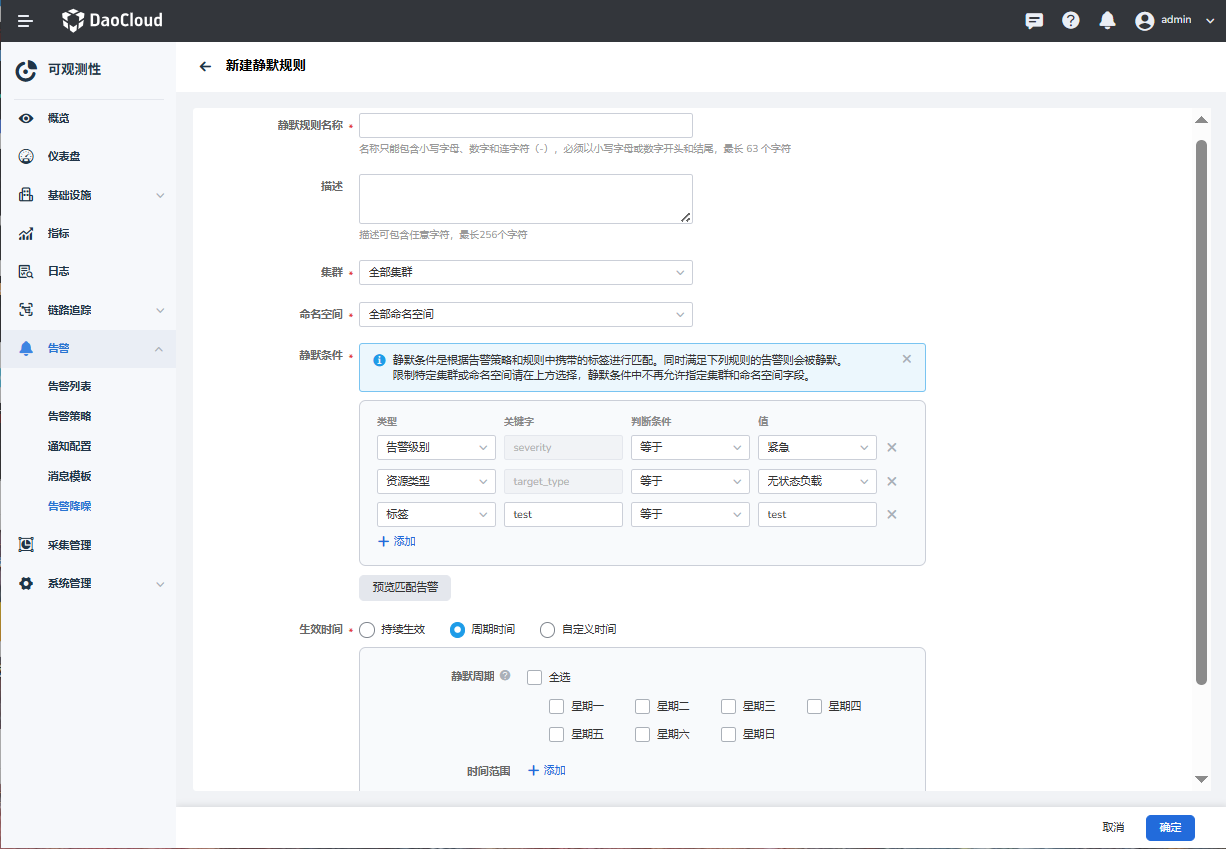 DaoCloud
admin
可观测性
新建静默规则
概览
仪表盘
基础设施
指标
日志
链路追踪
告警
告警列表
告警策略
通知配置
消息模板
告警降噪
采集管理
系统管理
静默规则名称 *
名称只能包含小写字母、数字和连字符（-），必须以小写字母或数字开头和结尾，最长 63 个字符
描述
描述可包含任意字符，最长256个字符
集群 * 全部集群
命名空间 * 全部命名空间
静默条件 *
静默条件是根据告警策略和规则中携带的标签进行匹配。同时满足下列规则的告警则会被静默。
限制特定集群或命名空间请在上方选择，静默条件中不再允许指定集群和命名空间字段。
类型 关键字 判断条件 值
告警级别 severity 等于 紧急
资源类型 target_type 等于 无状态负载
标签 test 等于 test
添加
预览匹配告警
生效时间 * 持续生效 周期时间 自定义时间
静默周期 全选
星期一 星期二 星期三 星期四
星期五 星期六 星期日
时间范围 添加
取消 确定